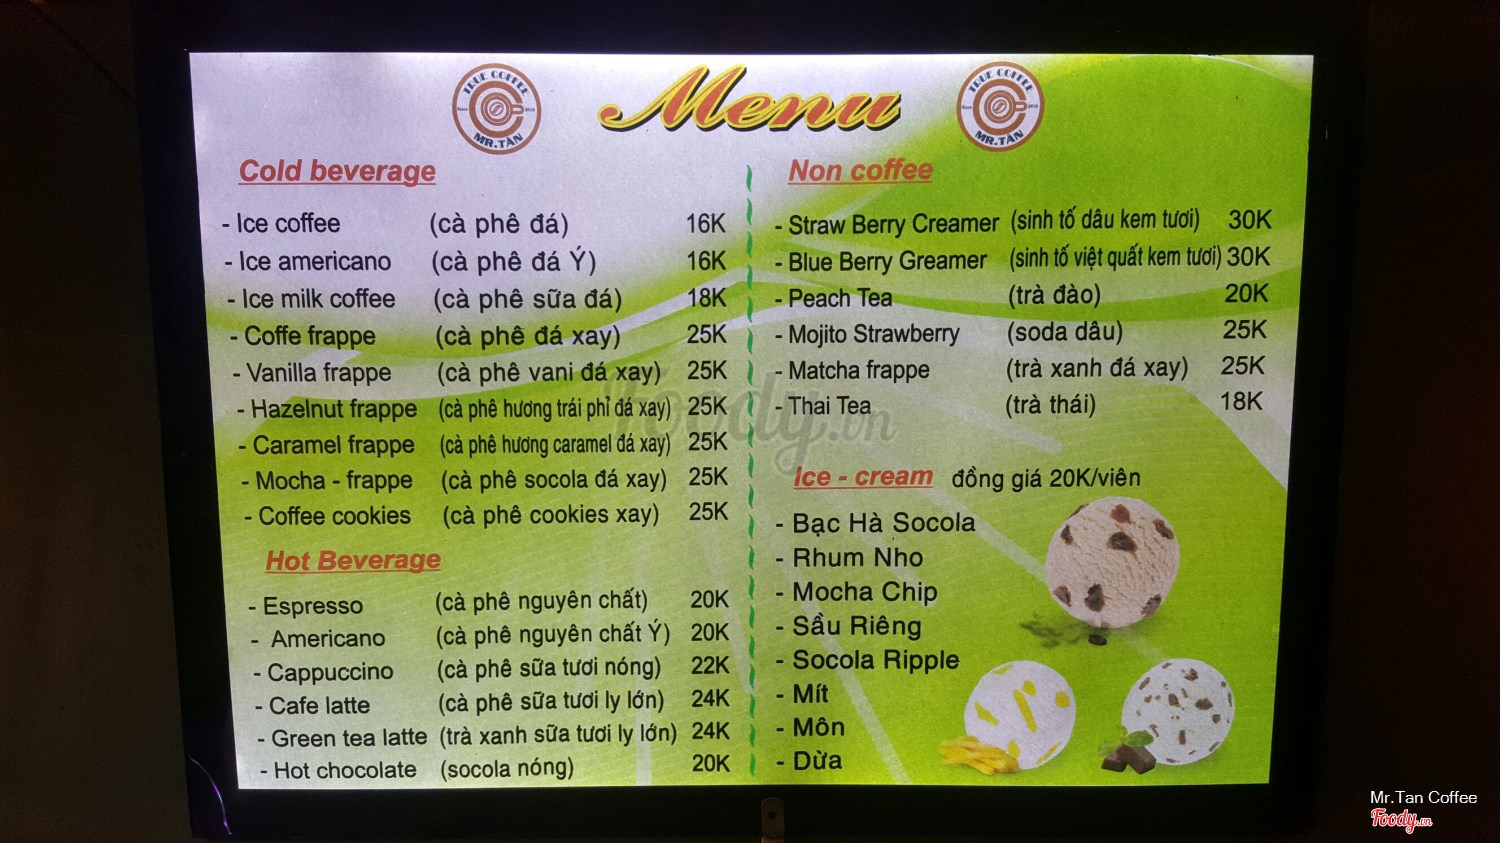 TRUE COFFEE
MR.TÂN
Menu
TRUE COFFEE
MR.TÂN
Cold beverage
- Ice coffee (cà phê đá) 16K
- Ice americano (cà phê đá Ý) 16K
- Ice milk coffee (cà phê sữa đá) 18K
- Coffe frappe (cà phê đá xay) 25K
- Vanilla frappe (cà phê vani đá xay) 25K
- Hazelnut frappe (cà phê hương trái phỉ đá xay) 25K
- Caramel frappe (cà phê hương caramel đá xay) 25K
- Mocha - frappe (cà phê socola đá xay) 25K
- Coffee cookies (cà phê cookies xay) 25K
Hot Beverage
- Espresso (cà phê nguyên chất) 20K
- Americano (cà phê nguyên chất Ý) 20K
- Cappuccino (cà phê sữa tươi nóng) 22K
- Cafe latte (cà phê sữa tươi ly lớn) 24K
- Green tea latte (trà xanh sữa tươi ly lớn) 24K
- Hot chocolate (socola nóng) 20K
Non coffee
- Straw Berry Creamer (sinh tố dâu kem tươi) 30K
- Blue Berry Greamer (sinh tố việt quất kem tươi) 30K
- Peach Tea (trà đào) 20K
- Mojito Strawberry (soda dâu) 25K
- Matcha frappe (trà xanh đá xay) 25K
- Thai Tea (trà thái) 18K
Ice - cream đồng giá 20K/viên
- Bạc Hà Socola
- Rhum Nho
- Mocha Chip
- Sầu Riêng
- Socola Ripple
- Mít
- Môn
- Dừa
Foody.vn
Mr.Tan Coffee
Foody.vn